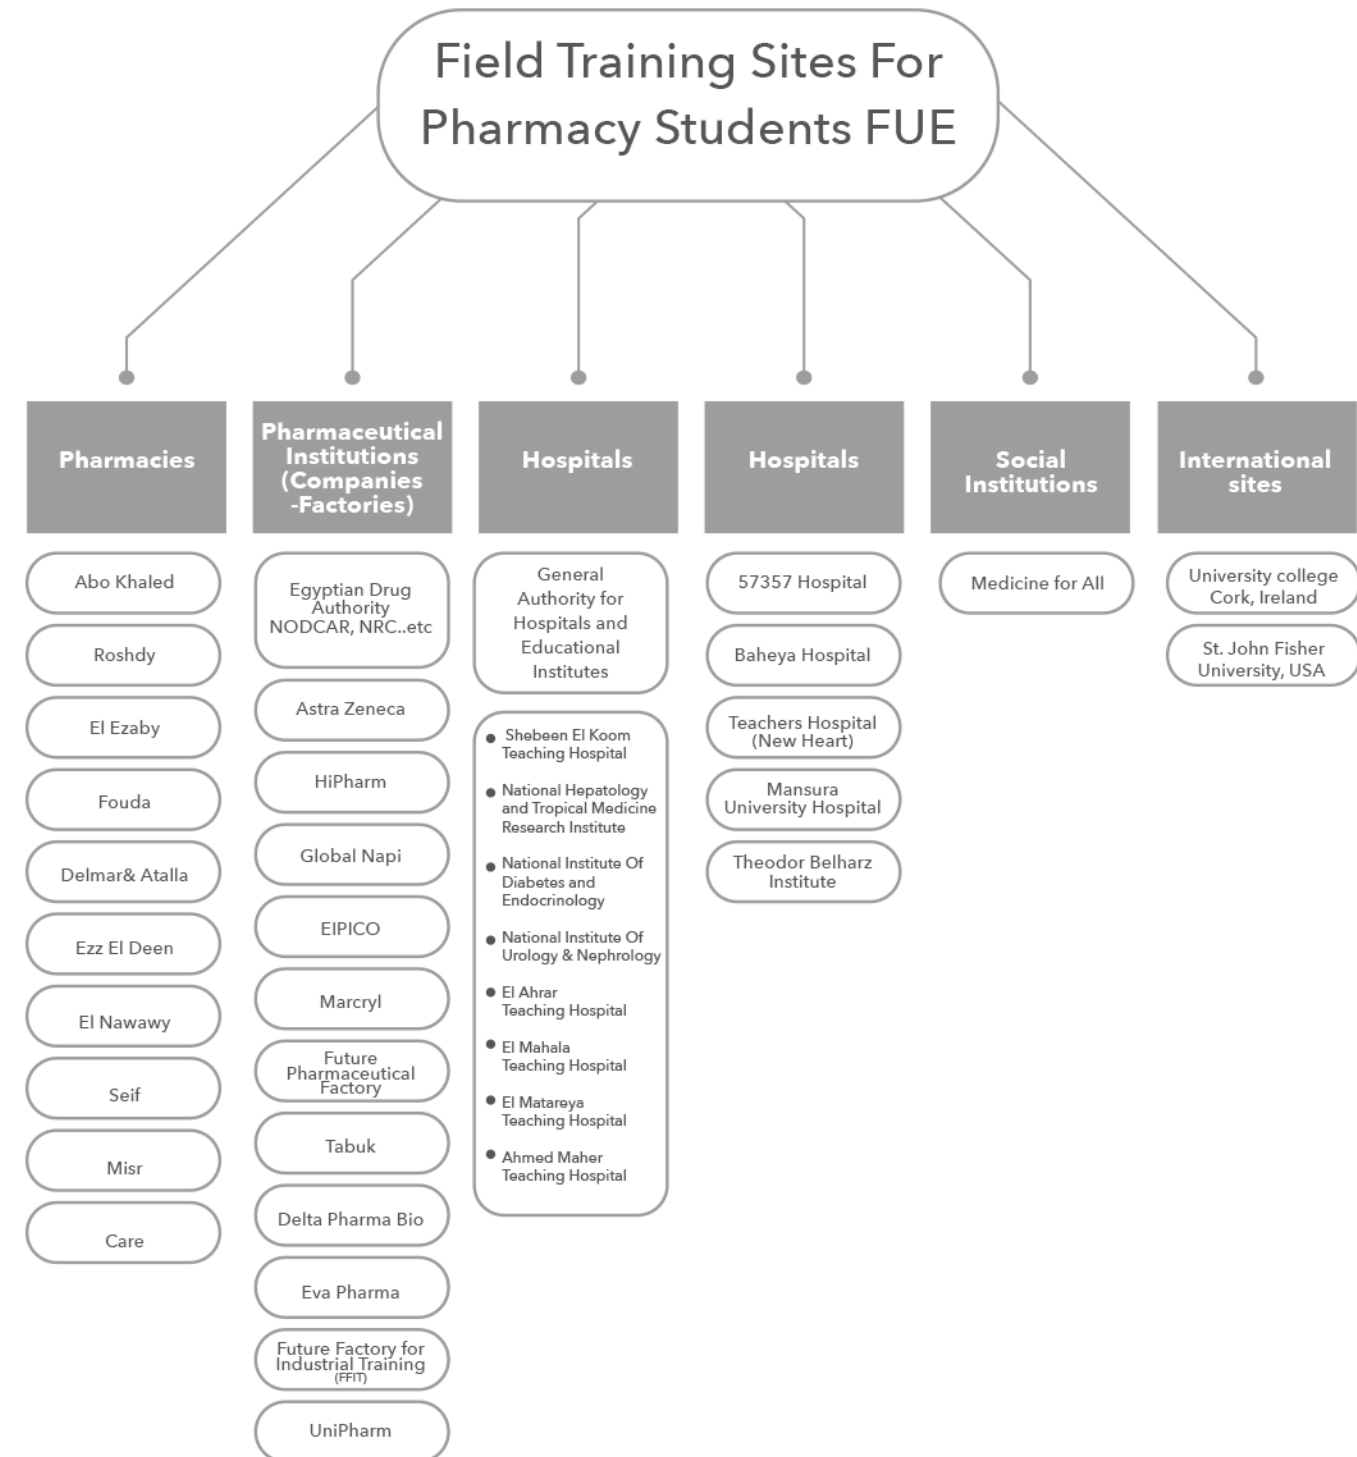 Field Training Sites For
Pharmacy Students FUE
Pharmacies
Abo Khaled
Roshdy
El Ezaby
Fouda
Delmar& Atalla
Ezz El Deen
El Nawawy
Seif
Misr
Care
Pharmaceutical
Institutions
(Companies
-Factories)
Egyptian Drug
Authority
NODCAR, NRC..etc
Astra Zeneca
HiPharm
Global Napi
EIPICO
Marcryl
Future
Pharmaceutical
Factory
Tabuk
Delta Pharma Bio
Eva Pharma
Future Factory for
Industrial Training
(FFIT)
UniPharm
Hospitals
General
Authority for
Hospitals and
Educational
Institutes
● Shebeen El Koom
Teaching Hospital
● National Hepatology
and Tropical Medicine
Research Institute
● National Institute Of
Diabetes and
Endocrinology
● National Institute Of
Urology & Nephrology
● El Ahrar
Teaching Hospital
● El Mahala
Teaching Hospital
● El Matareya
Teaching Hospital
● Ahmed Maher
Teaching Hospital
Hospitals
57357 Hospital
Baheya Hospital
Teachers Hospital
(New Heart)
Mansura
University Hospital
Theodor Belharz
Institute
Social
Institutions
Medicine for All
International
sites
University college
Cork, Ireland
St. John Fisher
University, USA